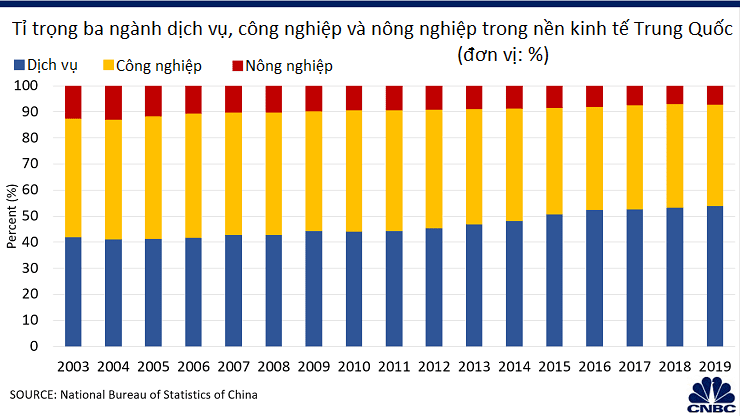 Tỉ trọng ba ngành dịch vụ, công nghiệp và nông nghiệp trong nền kinh tế Trung Quốc
(đơn vị: %)
Dịch vụ Công nghiệp Nông nghiệp
Percent (%)
100
90
80
70
60
50
40
30
20
10
0
2003 2004 2005 2006 2007 2008 2009 2010 2011 2012 2013 2014 2015 2016 2017 2018 2019
SOURCE: National Bureau of Statistics of China
CNBC